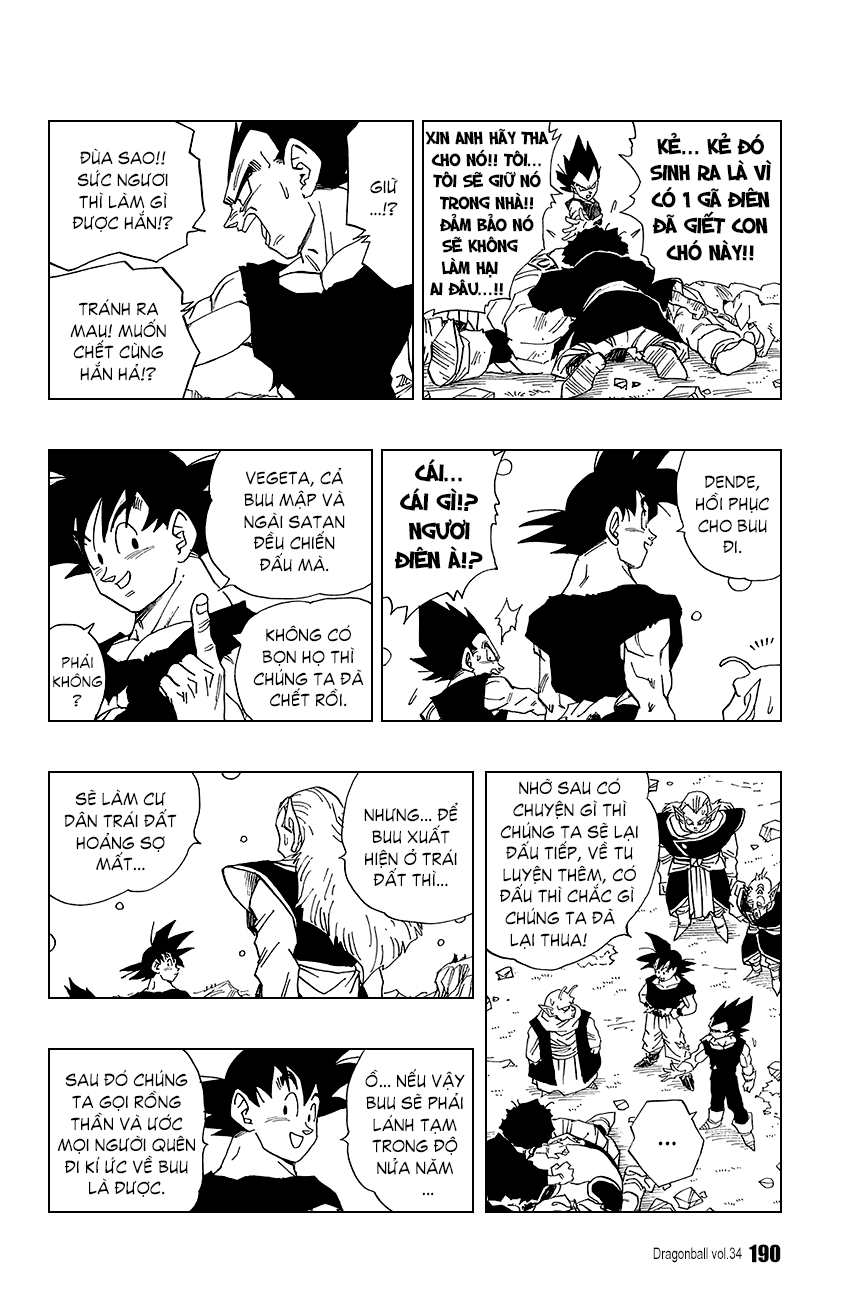 KẺ... KẺ ĐÓ
SINH RA LÀ VÌ
CÓ 1 GÃ ĐIÊN
ĐÃ GIẾT CON
CHÓ NÀY!!
XIN ANH HÃY THA
CHO NÓ!! TÔI...
TÔI SẼ GIỮ NÓ
TRONG NHÀ!!
ĐẢM BẢO NÓ
SẼ KHÔNG
LÀM HẠI
AI ĐÂU...!!
GIỮ
...!?
ĐÙA SAO!!
SỨC NGƯƠI
THÌ LÀM GÌ
ĐƯỢC HẮN!?
TRÁNH RA
MAU! MUỐN
CHẾT CÙNG
HẮN HẢ!?
DENDE,
HỒI PHỤC
CHO BUU
ĐI.
CÁI...
CÁI GÌ!?
NGƯƠI
ĐIÊN À!?
VEGETA, CẢ
BUU MẬP VÀ
NGÀI SATAN
ĐỀU CHIẾN
ĐẤU MÀ.
KHÔNG CÓ
BỌN HỌ THÌ
CHÚNG TA ĐÃ
CHẾT RỒI.
PHẢI
KHÔNG
?
NHỠ SAU CÓ
CHUYỆN GÌ THÌ
CHÚNG TA SẼ LẠI
ĐẤU TIẾP, VỀ TU
LUYỆN THÊM, CÓ
ĐẤU THÌ CHẮC GÌ
CHÚNG TA ĐÃ
LẠI THUA!
...
NHƯNG... ĐỂ
BUU XUẤT
HIỆN Ở TRÁI
ĐẤT THÌ...
SẼ LÀM CƯ
DÂN TRÁI ĐẤT
HOẢNG SỢ
MẤT...
Ồ... NẾU VẬY
BUU SẼ PHẢI
LÁNH TẠM
TRONG ĐỘ
NỬA NĂM
...
SAU ĐÓ CHÚNG
TA GỌI RỒNG
THẦN VÀ ƯỚC
MỌI NGƯỜI QUÊN
ĐI KÍ ỨC VỀ BUU
LÀ ĐƯỢC.
Dragonball vol.34 190